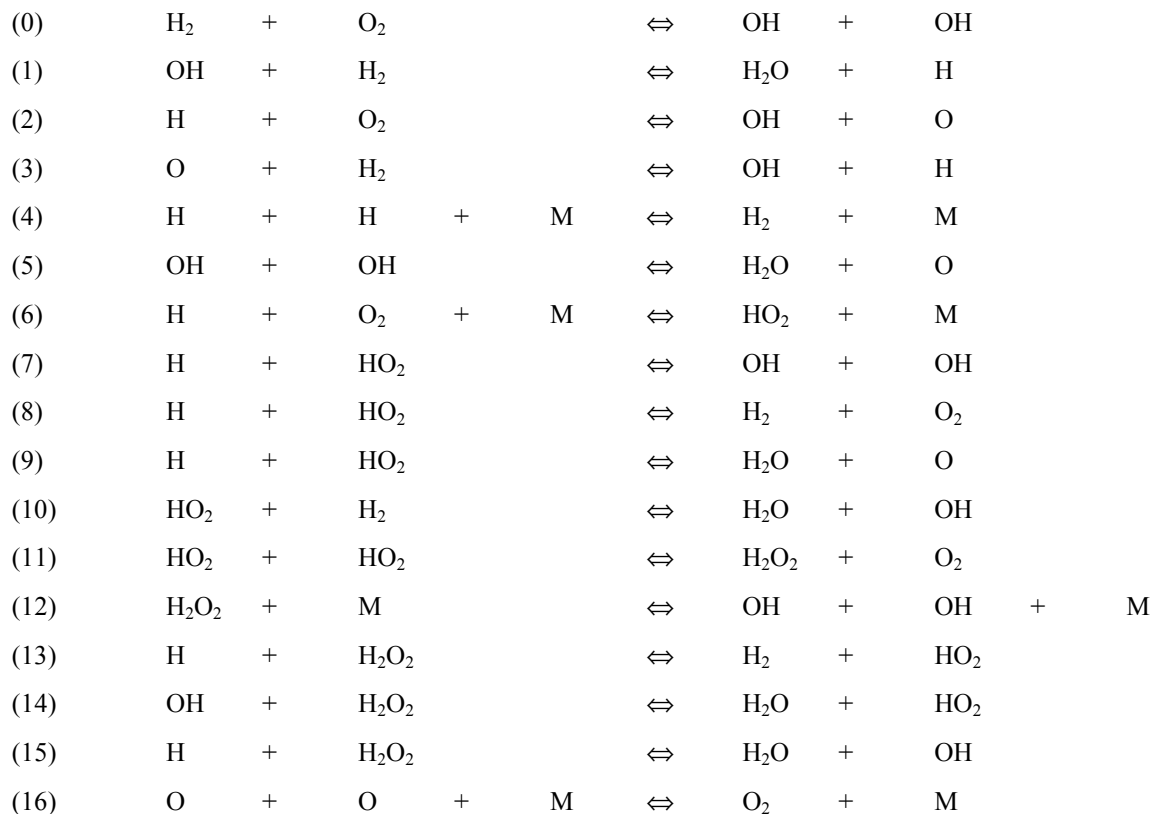 (0) H₂ + O₂ ⇔ OH + OH
(1) OH + H₂ ⇔ H₂O + H
(2) H + O₂ ⇔ OH + O
(3) O + H₂ ⇔ OH + H
(4) H + H + M ⇔ H₂ + M
(5) OH + OH ⇔ H₂O + O
(6) H + O₂ + M ⇔ HO₂ + M
(7) H + HO₂ ⇔ OH + OH
(8) H + HO₂ ⇔ H₂ + O₂
(9) H + HO₂ ⇔ H₂O + O
(10) HO₂ + H₂ ⇔ H₂O + OH
(11) HO₂ + HO₂ ⇔ H₂O₂ + O₂
(12) H₂O₂ + M ⇔ OH + OH + M
(13) H + H₂O₂ ⇔ H₂ + HO₂
(14) OH + H₂O₂ ⇔ H₂O + HO₂
(15) H + H₂O₂ ⇔ H₂O + OH
(16) O + O + M ⇔ O₂ + M